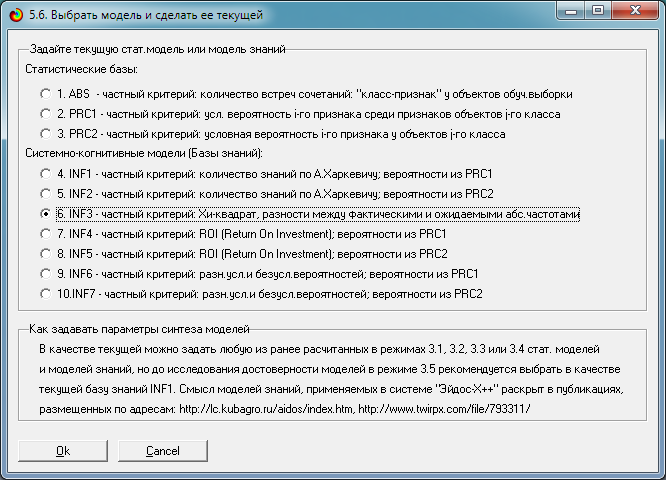 5.6. Выбрать модель и сделать ее текущей
Задайте текущую стат.модель или модель знаний
Статистические базы:
1. ABS - частный критерий: количество встреч сочетаний: "класс-признак" у объектов обуч.выборки
2. PRC1 - частный критерий: усл. вероятность i-го признака среди признаков объектов j-го класса
3. PRC2 - частный критерий: условная вероятность i-го признака у объектов j-го класса
Системно-когнитивные модели (Базы знаний):
4. INF1 - частный критерий: количество знаний по А.Харкевичу; вероятности из PRC1
5. INF2 - частный критерий: количество знаний по А.Харкевичу; вероятности из PRC2
6. INF3 - частный критерий: Хи-квадрат, разности между фактическими и ожидаемыми абс.частотами
7. INF4 - частный критерий: ROI (Return On Investment); вероятности из PRC1
8. INF5 - частный критерий: ROI (Return On Investment); вероятности из PRC2
9. INF6 - частный критерий: разн.усл.и безусл.вероятностей; вероятности из PRC1
10.INF7 - частный критерий: разн.усл.и безусл.вероятностей; вероятности из PRC2
Как задавать параметры синтеза моделей
В качестве текущей можно задать любую из ранее расчитанных в режимах 3.1, 3.2, 3.3 или 3.4 стат. моделей
и моделей знаний, но до исследования достоверности моделей в режиме 3.5 рекомендуется выбрать в качестве
текущей базу знаний INF1. Смысл моделей знаний, применяемых в системе "Эйдос-Х++" раскрыт в публикациях,
размещенных по адресам: http://lc.kubagro.ru/aidos/index.htm, http://www.twirpx.com/file/793311/
Ok
Cancel